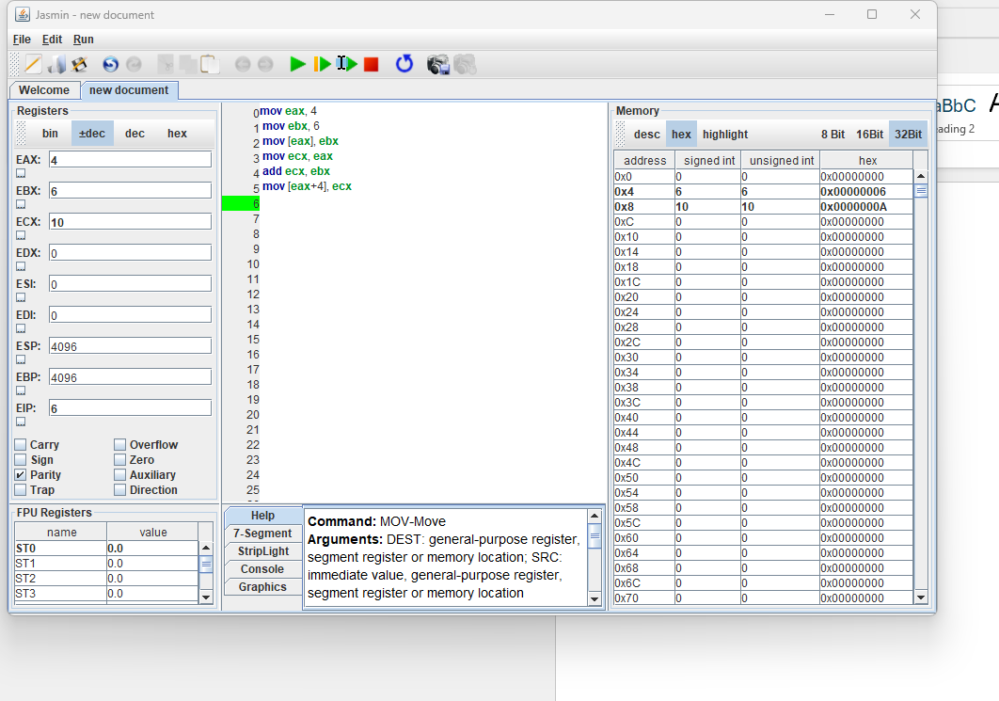 Jasmin - new document
File Edit Run
Welcome new document
Registers
bin ±dec dec hex
EAX: 4
EBX: 6
ECX: 10
EDX: 0
ESI: 0
EDI: 0
ESP: 4096
EBP: 4096
EIP: 6
Carry Overflow
Sign Zero
Parity Auxiliary
Trap Direction
FPU Registers
name value
ST0 0.0
ST1 0.0
ST2 0.0
ST3 0.0
0 mov eax, 4
1 mov ebx, 6
2 mov [eax], ebx
3 mov ecx, eax
4 add ecx, ebx
5 mov [eax+4], ecx
6
7
8
9
10
11
12
13
14
15
16
17
18
19
20
21
22
23
24
25
Help
7-Segment
StripLight
Console
Graphics
Command: MOV-Move
Arguments: DEST: general-purpose register,
segment register or memory location; SRC:
immediate value, general-purpose register,
segment register or memory location
Memory
desc hex highlight 8 Bit 16Bit 32Bit
address signed int unsigned int hex
0x0 0 0 0x00000000
0x4 6 6 0x00000006
0x8 10 10 0x0000000A
0xC 0 0 0x00000000
0x10 0 0 0x00000000
0x14 0 0 0x00000000
0x18 0 0 0x00000000
0x1C 0 0 0x00000000
0x20 0 0 0x00000000
0x24 0 0 0x00000000
0x28 0 0 0x00000000
0x2C 0 0 0x00000000
0x30 0 0 0x00000000
0x34 0 0 0x00000000
0x38 0 0 0x00000000
0x3C 0 0 0x00000000
0x40 0 0 0x00000000
0x44 0 0 0x00000000
0x48 0 0 0x00000000
0x4C 0 0 0x00000000
0x50 0 0 0x00000000
0x54 0 0 0x00000000
0x58 0 0 0x00000000
0x5C 0 0 0x00000000
0x60 0 0 0x00000000
0x64 0 0 0x00000000
0x68 0 0 0x00000000
0x6C 0 0 0x00000000
0x70 0 0 0x00000000
aBbC A
eading 2